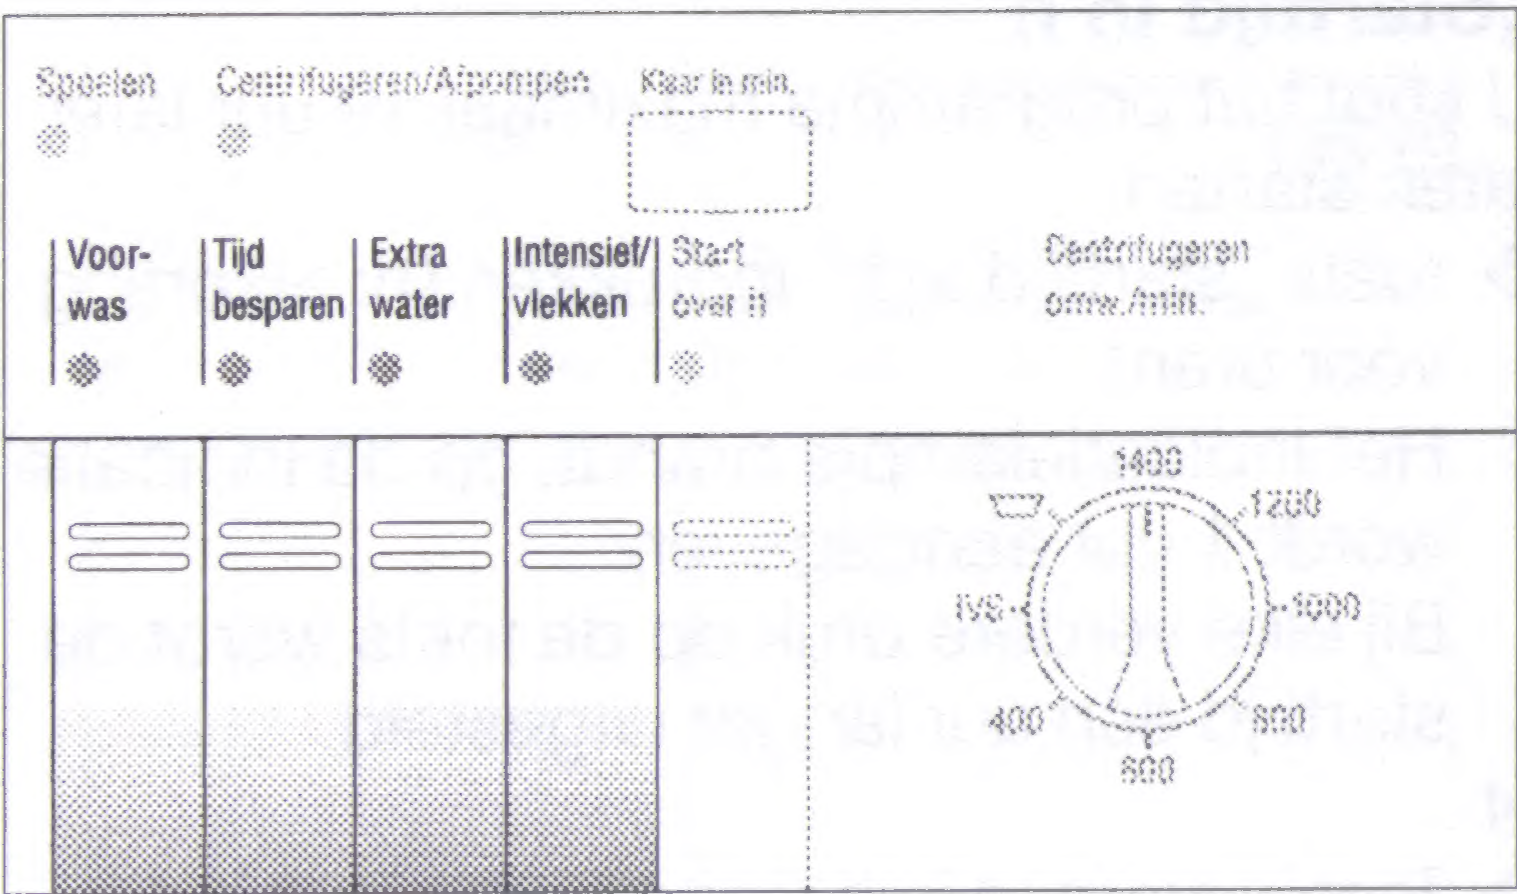 Spoelen Centrifugeren/Afpompen Klaar in min.
Voor- Tijd Extra Intensief/ Start Centrifugeren
was besparen water vlekken over h omw./min.
1400
1200
1000
400 800
600